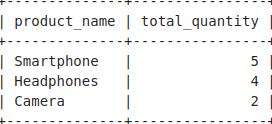 +--------------+----------------+
| product_name | total_quantity |
+--------------+----------------+
| Smartphone   |              5 |
| Headphones   |              4 |
| Camera       |              2 |
+--------------+----------------+